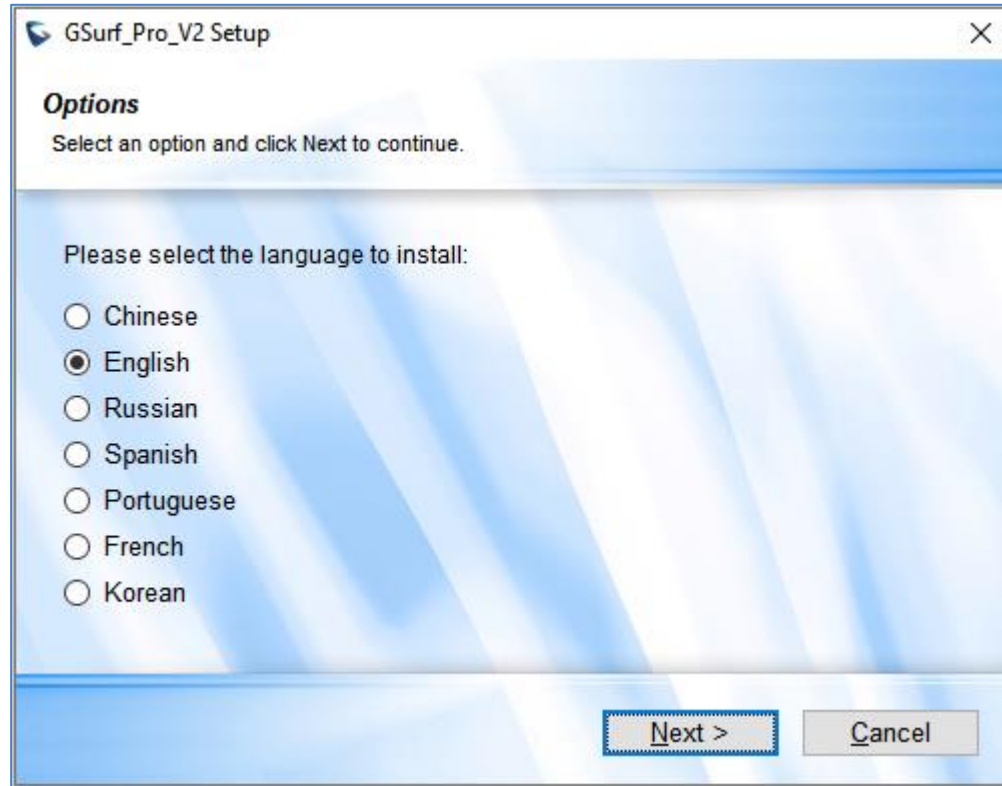 GSurf_Pro_V2 Setup
Options
Select an option and click Next to continue.
Please select the language to install:
Chinese
English
Russian
Spanish
Portuguese
French
Korean
Next > Cancel